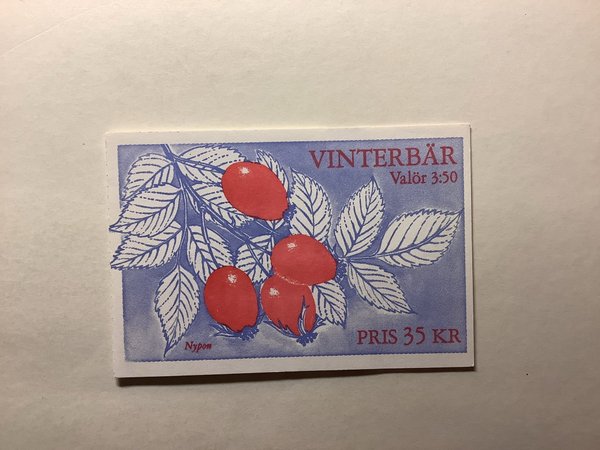 VINTERBÄR
Valör 3:50
PRIS 35 KR
Nypon